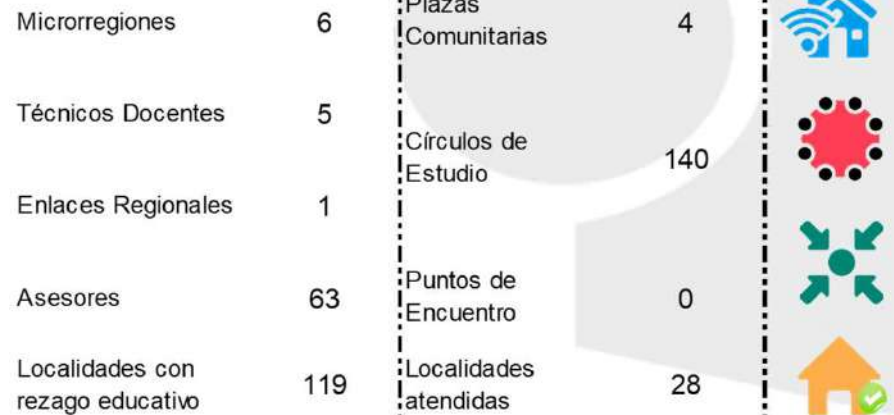 Microrregiones 6
Técnicos Docentes 5
Enlaces Regionales 1
Asesores 63
Localidades con
rezago educativo 119
Plazas
Comunitarias 4
Círculos de
Estudio 140
Puntos de
Encuentro 0
Localidades
atendidas 28